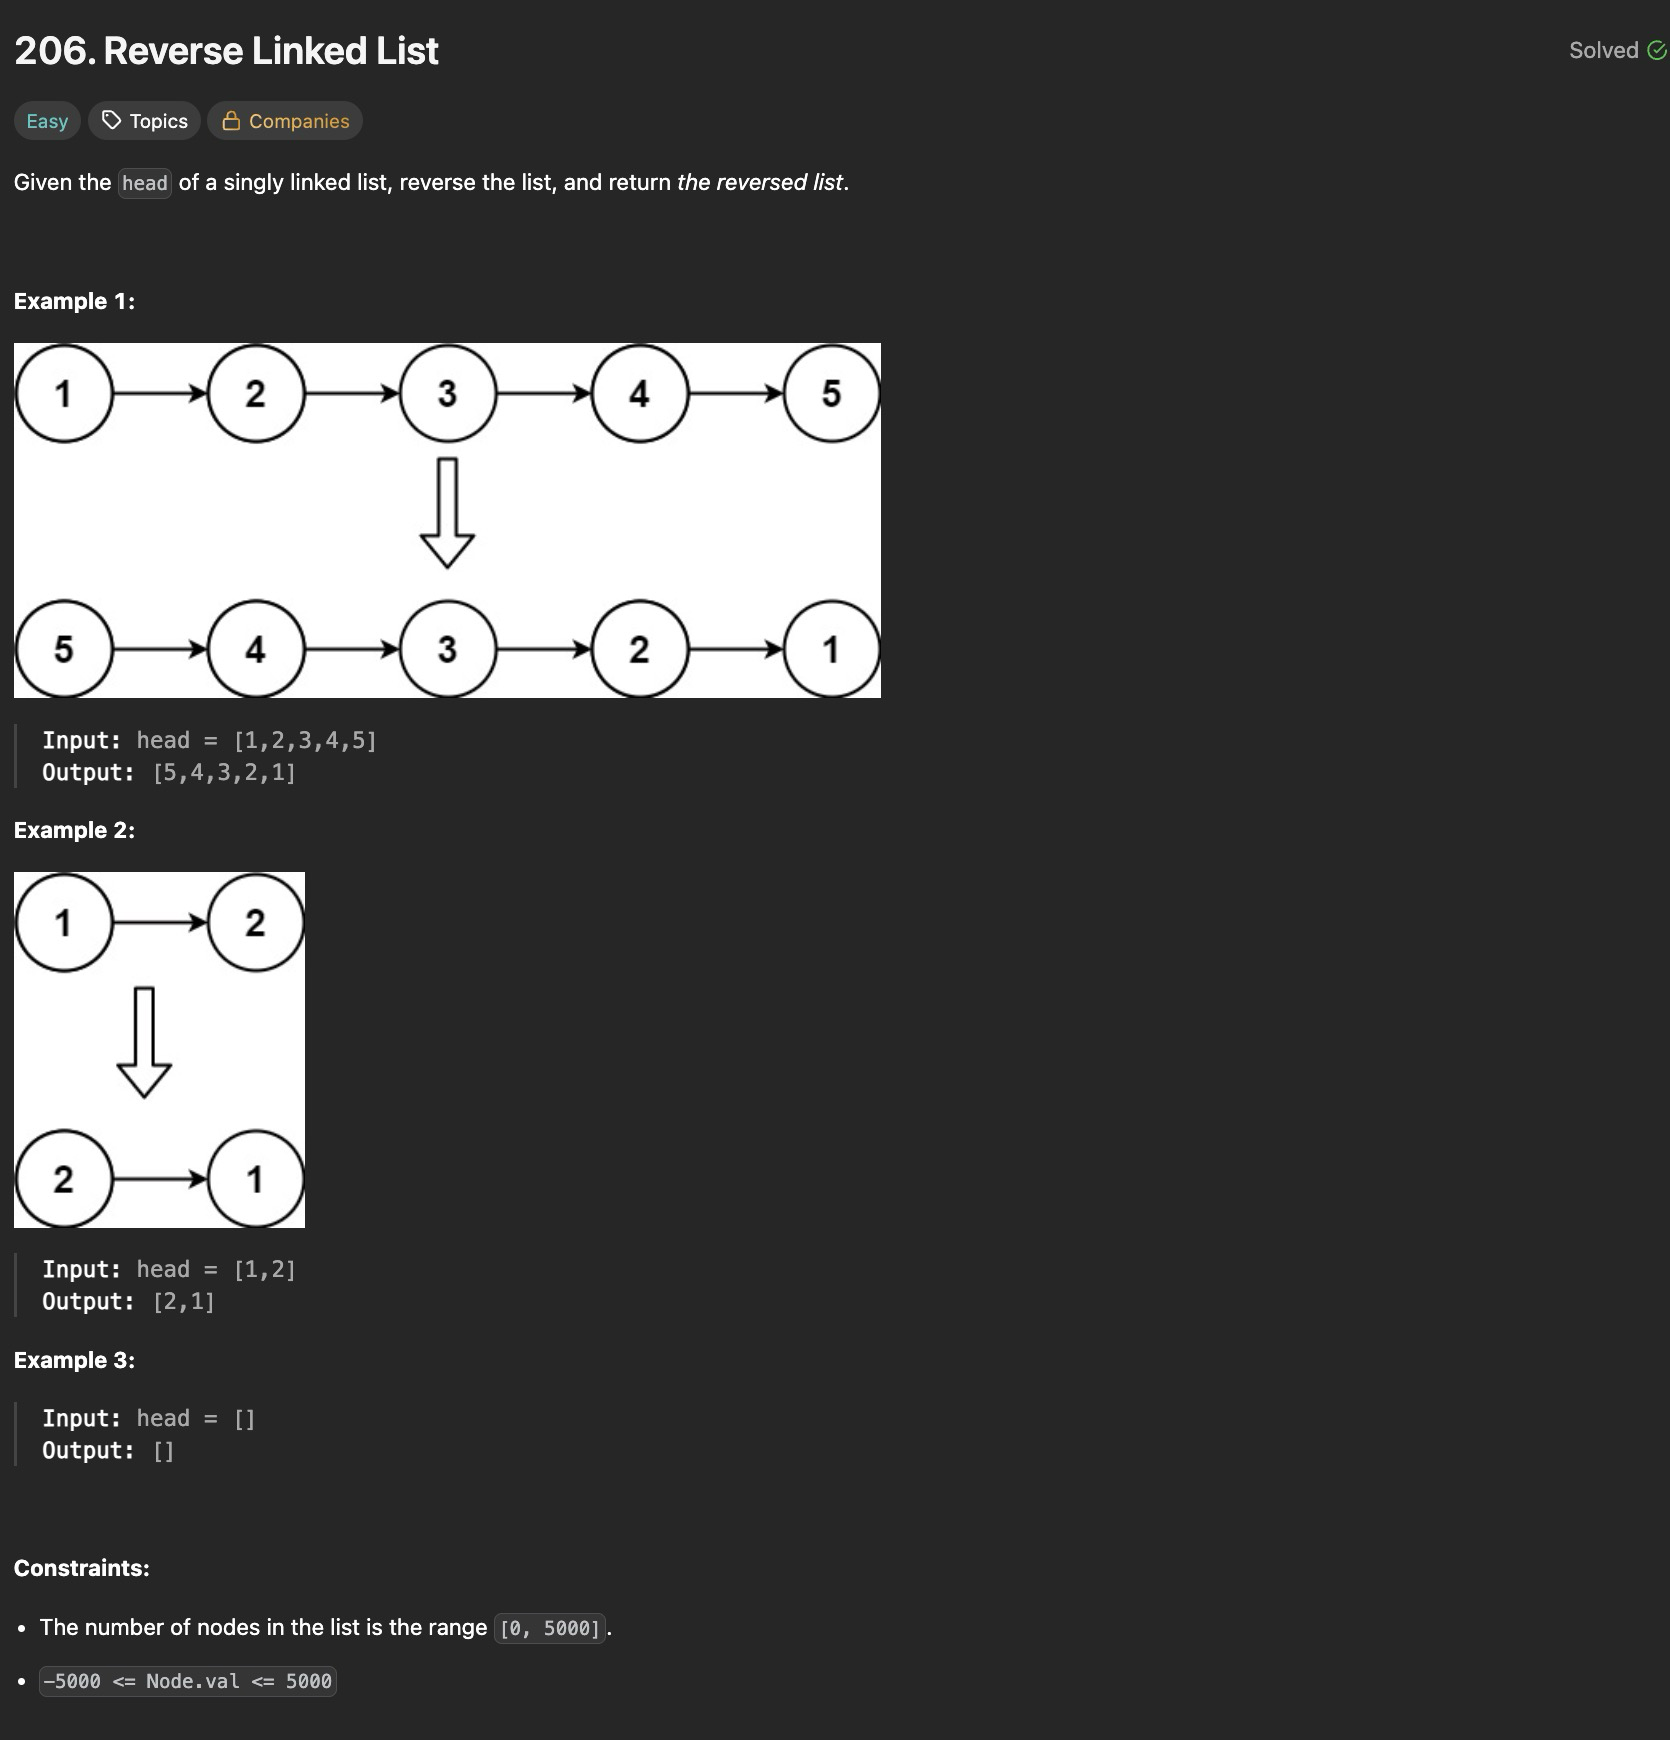 206. Reverse Linked List
Solved
Easy
Topics
Companies
Given the head of a singly linked list, reverse the list, and return the reversed list.
Example 1:
1 2 3 4 5
5 4 3 2 1
Input: head = [1,2,3,4,5]
Output: [5,4,3,2,1]
Example 2:
1 2
2 1
Input: head = [1,2]
Output: [2,1]
Example 3:
Input: head = []
Output: []
Constraints:
• The number of nodes in the list is the range [0, 5000].
• -5000 <= Node.val <= 5000